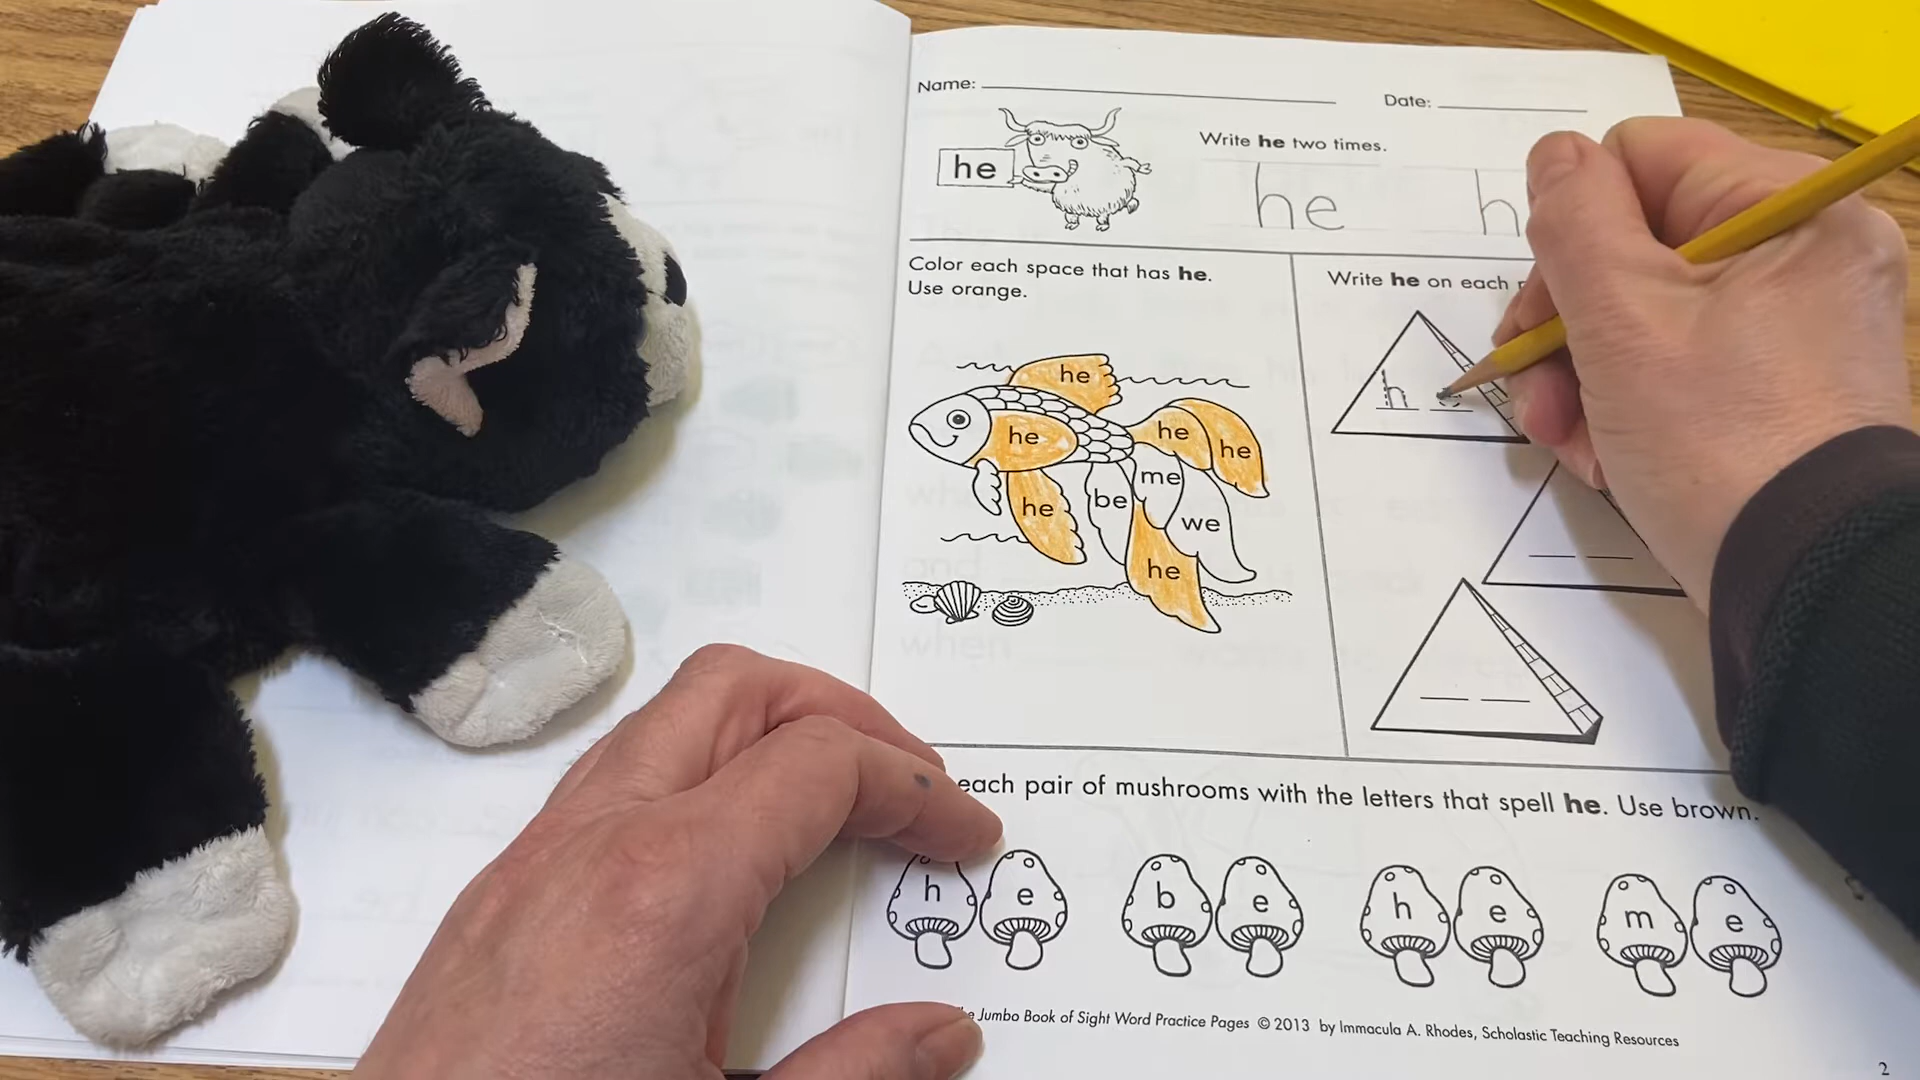 Name:
Date:
he
Write he two times.
he h
Color each space that has he.
Use orange.
he
he
he
he
he
me
be
we
he
Write he on each
h
each pair of mushrooms with the letters that spell he. Use brown.
h e b e h e m e
Jumbo Book of Sight Word Practice Pages © 2013 by Immacula A. Rhodes, Scholastic Teaching Resources
2